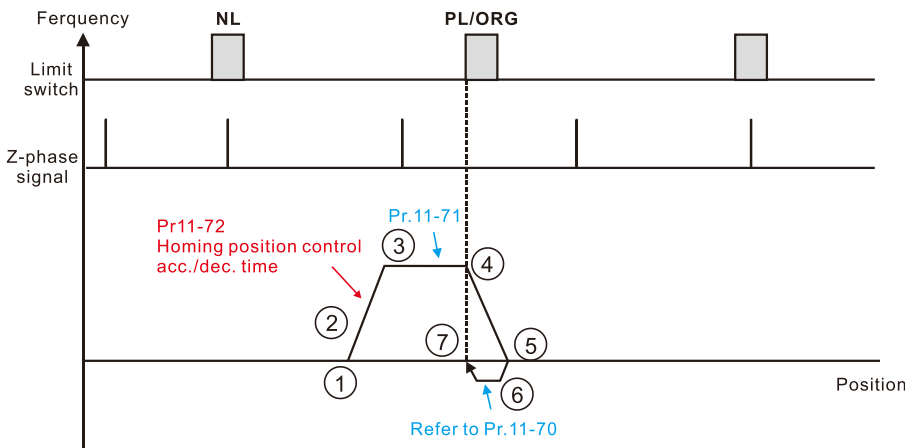 Ferquency
NL
PL/ORG
Limit
switch
Z-phase
signal
Pr11-72
Homing position control
acc./dec. time
Pr.11-71
3
4
2
7
5
1
6
Position
Refer to Pr.11-70